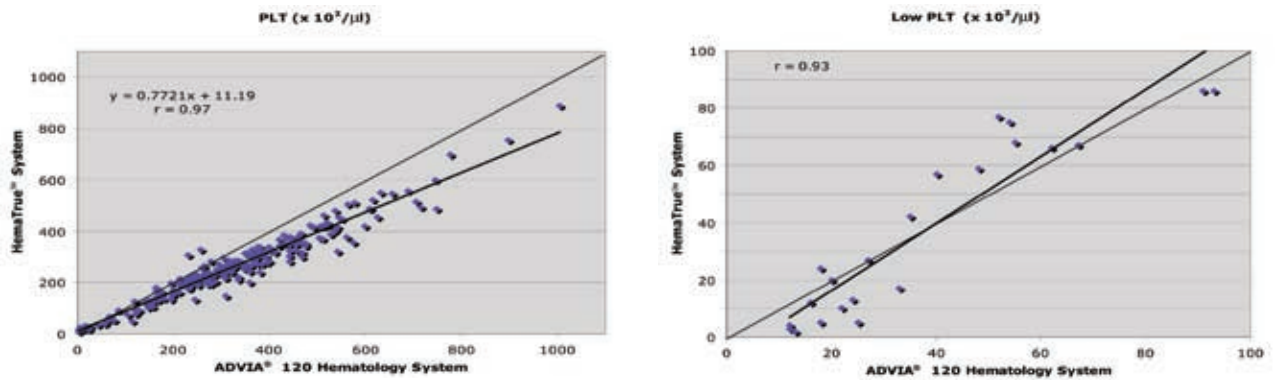 PLT (x 10³/µl)
1000
800
600
400
200
0
y = 0.7721x + 11.19
r = 0.97
HemaTrue™ System
0 200 400 600 800 1000
ADVIA® 120 Hematology System
Low PLT (x 10³/µl)
100
80
60
40
20
0
r = 0.93
HemaTrue™ System
0 20 40 60 80 100
ADVIA® 120 Hematology System